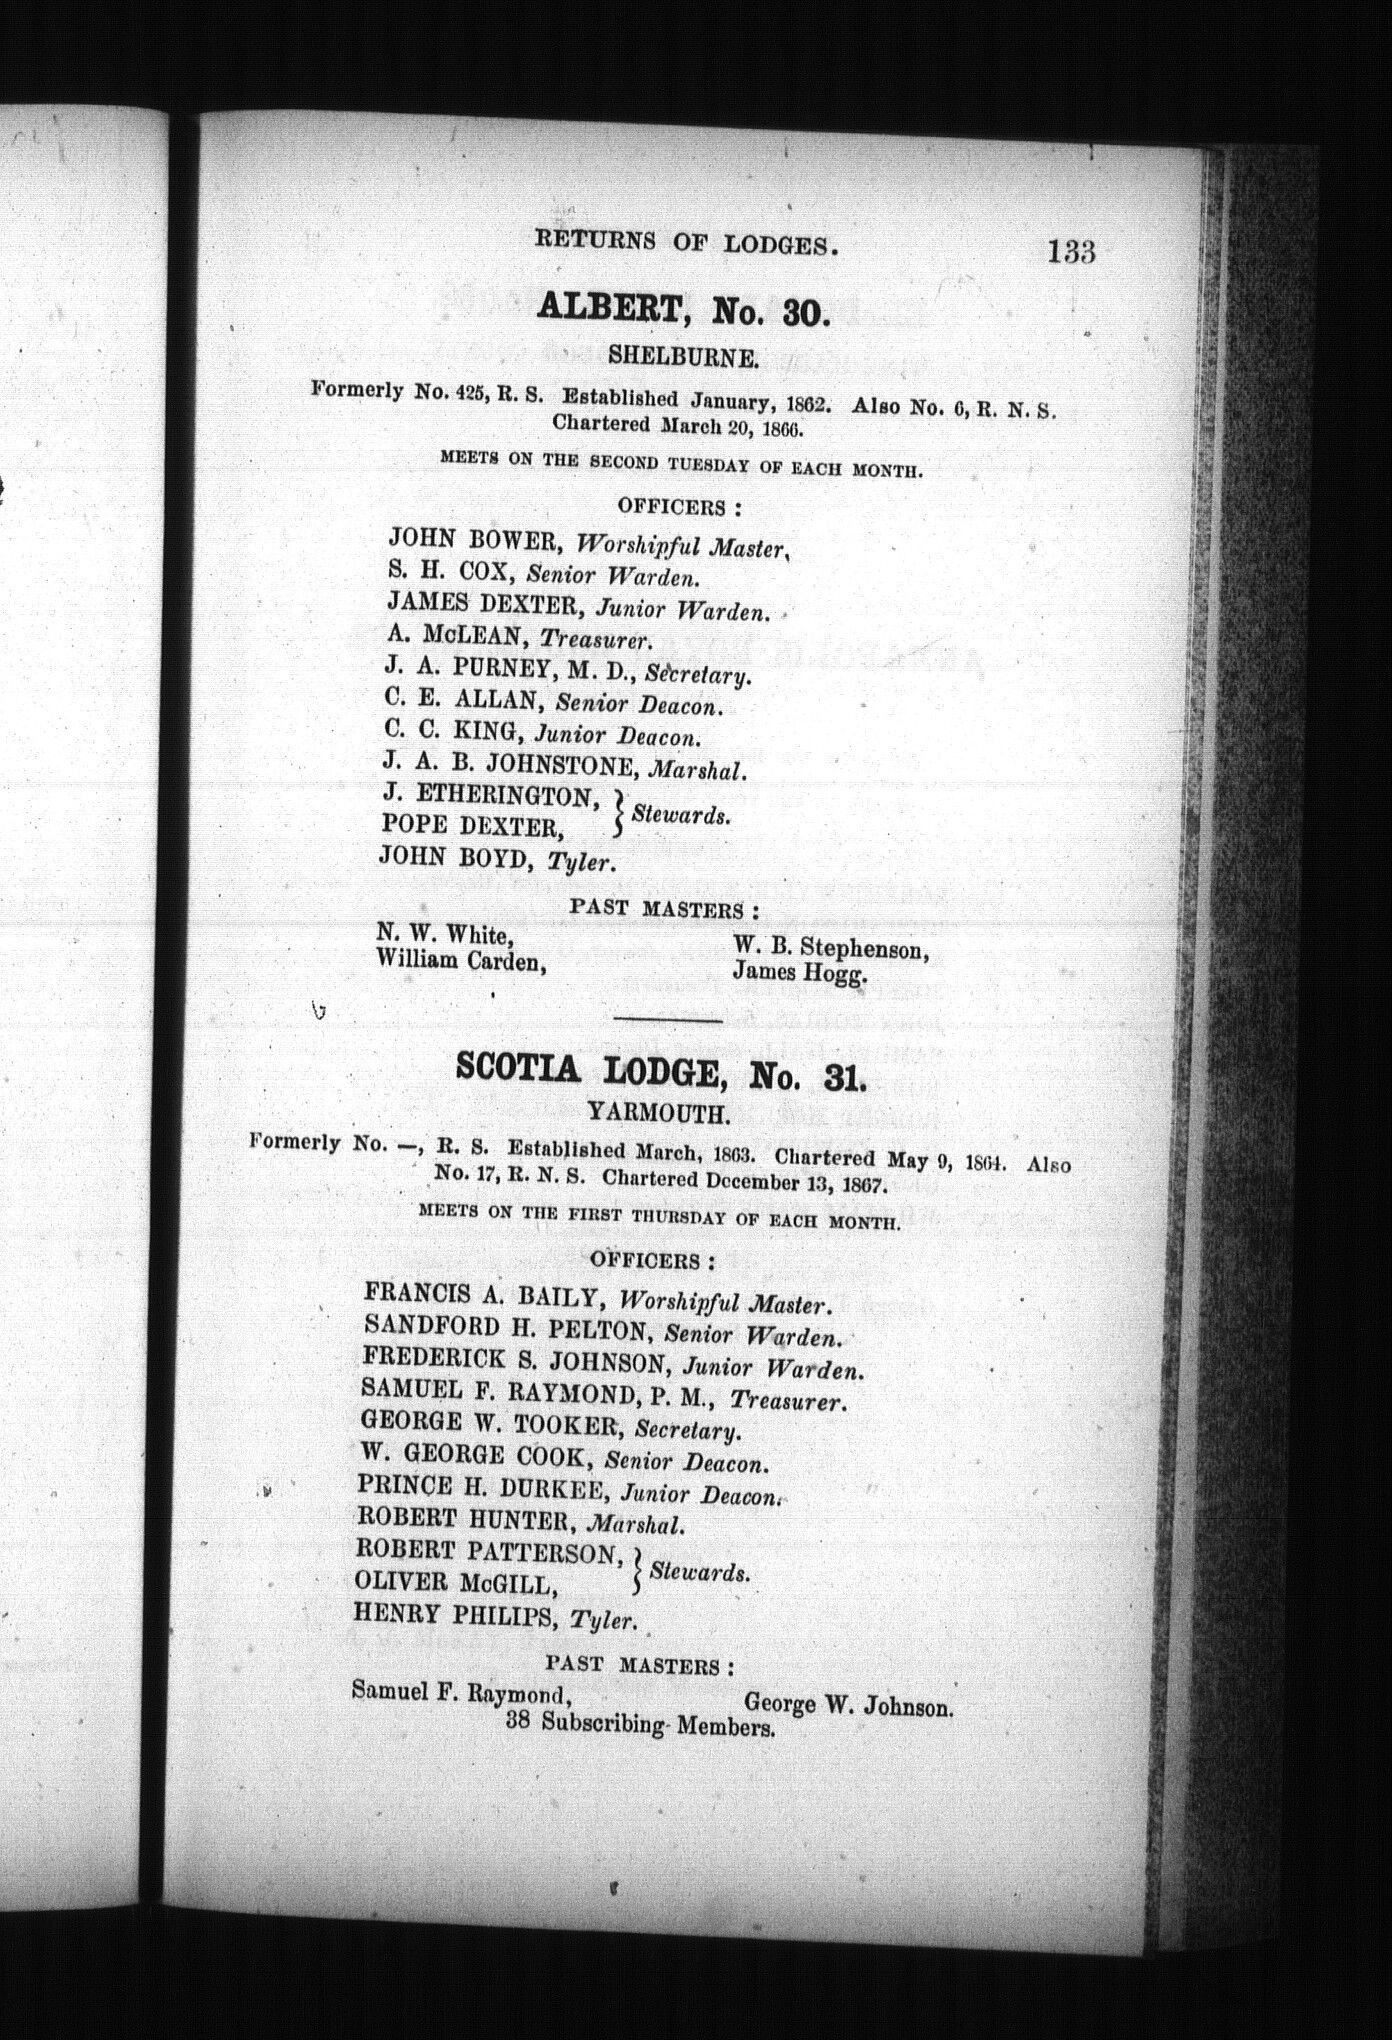 RETURNS OF LODGES. 133
ALBERT, No. 30.
SHELBURNE.
Formerly No. 425, R. S. Established January, 1862. Also No. 6, R. N. S.
Chartered March 20, 1866.
MEETS ON THE SECOND TUESDAY OF EACH MONTH.
OFFICERS :
JOHN BOWER, Worshipful Master.
S. H. COX, Senior Warden.
JAMES DEXTER, Junior Warden.
A. McLEAN, Treasurer.
J. A. PURNEY, M. D., Secretary.
C. E. ALLAN, Senior Deacon.
C. C. KING, Junior Deacon.
J. A. B. JOHNSTONE, Marshal.
J. ETHERINGTON, } Stewards.
POPE DEXTER,
JOHN BOYD, Tyler.
PAST MASTERS :
N. W. White, W. B. Stephenson,
William Carden, James Hogg.
SCOTIA LODGE, No. 31.
YARMOUTH.
Formerly No. —, R. S. Established March, 1863. Chartered May 9, 1864. Also
No. 17, R. N. S. Chartered December 13, 1867.
MEETS ON THE FIRST THURSDAY OF EACH MONTH.
OFFICERS :
FRANCIS A. BAILY, Worshipful Master.
SANDFORD H. PELTON, Senior Warden.
FREDERICK S. JOHNSON, Junior Warden.
SAMUEL F. RAYMOND, P. M., Treasurer.
GEORGE W. TOOKER, Secretary.
W. GEORGE COOK, Senior Deacon.
PRINCE H. DURKEE, Junior Deacon.
ROBERT HUNTER, Marshal.
ROBERT PATTERSON, } Stewards.
OLIVER McGILL,
HENRY PHILIPS, Tyler.
PAST MASTERS :
Samuel F. Raymond, George W. Johnson.
38 Subscribing Members.